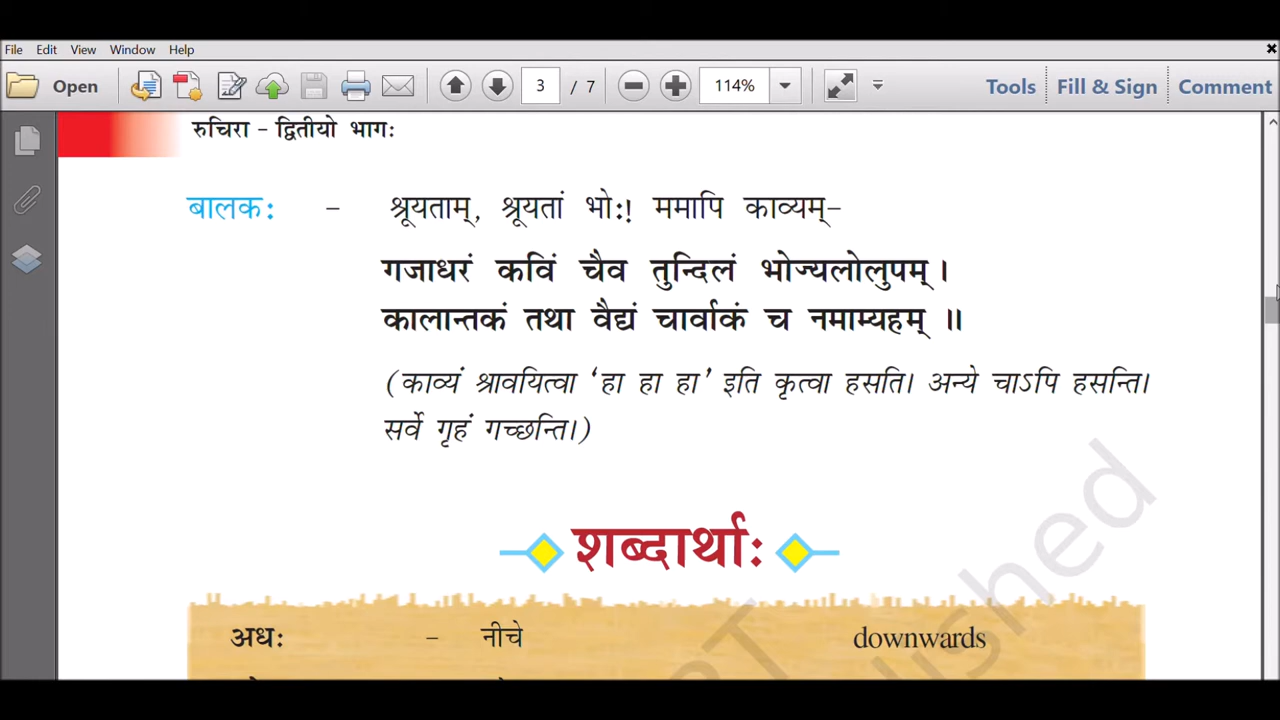 File Edit View Window Help
Open 3 / 7 114% Tools Fill & Sign Comment
रुचिरा - द्वितीयो भागः
बालकः - श्रूयताम्, श्रूयतां भोः! ममापि काव्यम्-
गजाधरं कविं चैव तुन्दिलं भोज्यलोलुपम्।
कालान्तकं तथा वैद्यं चार्वाकं च नमाम्यहम् ॥
(काव्यं श्रावयित्वा ‘हा हा हा’ इति कृत्वा हसति। अन्ये चाऽपि हसन्ति।
सर्वे गृहं गच्छन्ति।)
शब्दार्थाः
अधः - नीचे downwards